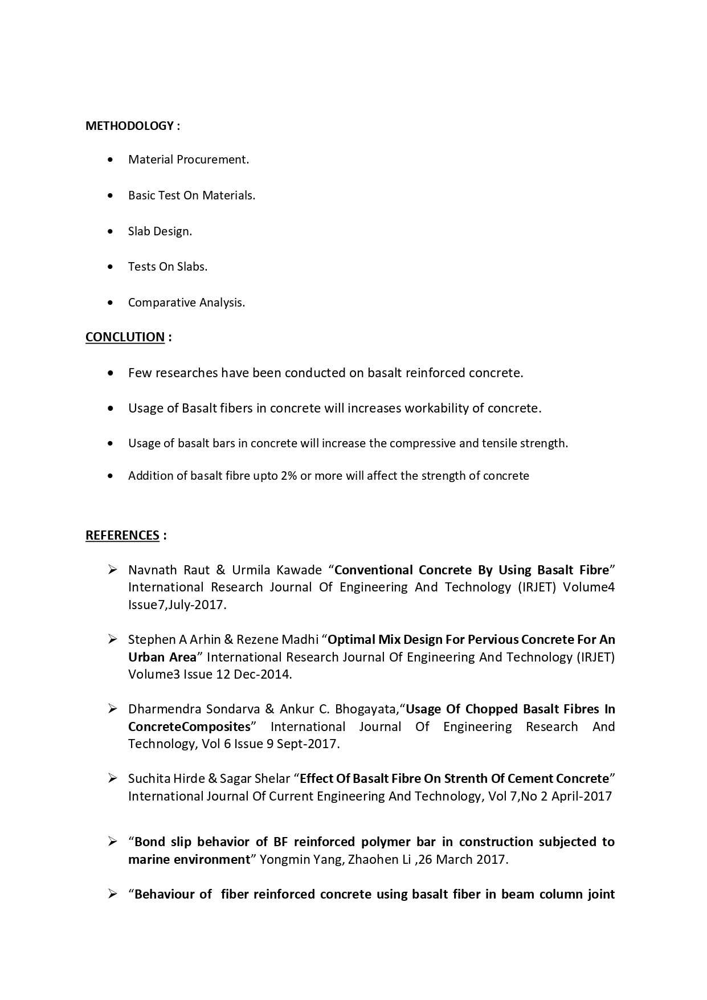 METHODOLOGY :
• Material Procurement.
• Basic Test On Materials.
• Slab Design.
• Tests On Slabs.
• Comparative Analysis.
CONCLUTION :
• Few researches have been conducted on basalt reinforced concrete.
• Usage of Basalt fibers in concrete will increases workability of concrete.
• Usage of basalt bars in concrete will increase the compressive and tensile strength.
• Addition of basalt fibre upto 2% or more will affect the strength of concrete
REFERENCES :
➢ Navnath Raut & Urmila Kawade “Conventional Concrete By Using Basalt Fibre”
International Research Journal Of Engineering And Technology (IRJET) Volume4
Issue7,July-2017.
➢ Stephen A Arhin & Rezene Madhi “Optimal Mix Design For Pervious Concrete For An
Urban Area” International Research Journal Of Engineering And Technology (IRJET)
Volume3 Issue 12 Dec-2014.
➢ Dharmendra Sondarva & Ankur C. Bhogayata,“Usage Of Chopped Basalt Fibres In
ConcreteComposites” International Journal Of Engineering Research And
Technology, Vol 6 Issue 9 Sept-2017.
➢ Suchita Hirde & Sagar Shelar “Effect Of Basalt Fibre On Strenth Of Cement Concrete”
International Journal Of Current Engineering And Technology, Vol 7,No 2 April-2017
➢ “Bond slip behavior of BF reinforced polymer bar in construction subjected to
marine environment” Yongmin Yang, Zhaohen Li ,26 March 2017.
➢ “Behaviour of  fiber reinforced concrete using basalt fiber in beam column joint